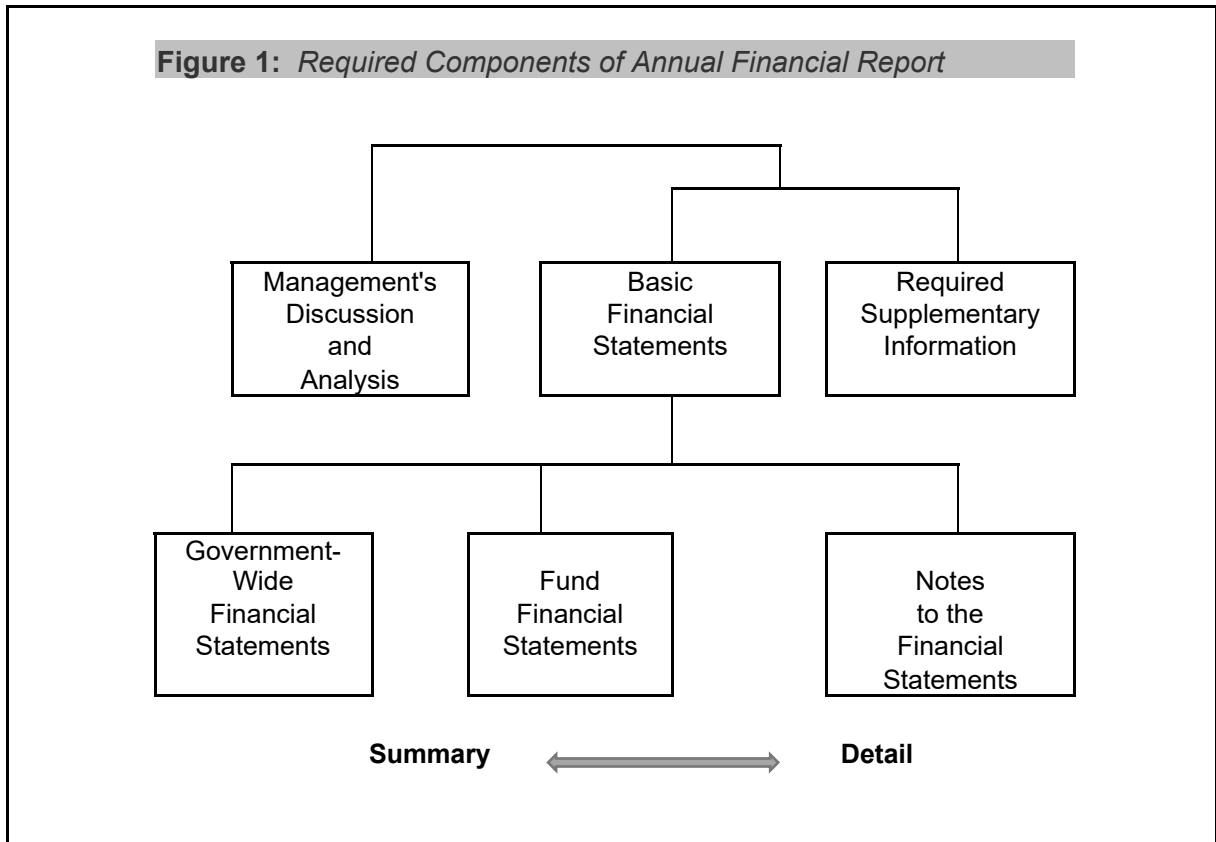 Figure 1: Required Components of Annual Financial Report
Management's
Discussion
and
Analysis
Basic
Financial
Statements
Required
Supplementary
Information
Government-
Wide
Financial
Statements
Fund
Financial
Statements
Notes
to the
Financial
Statements
Summary
Detail